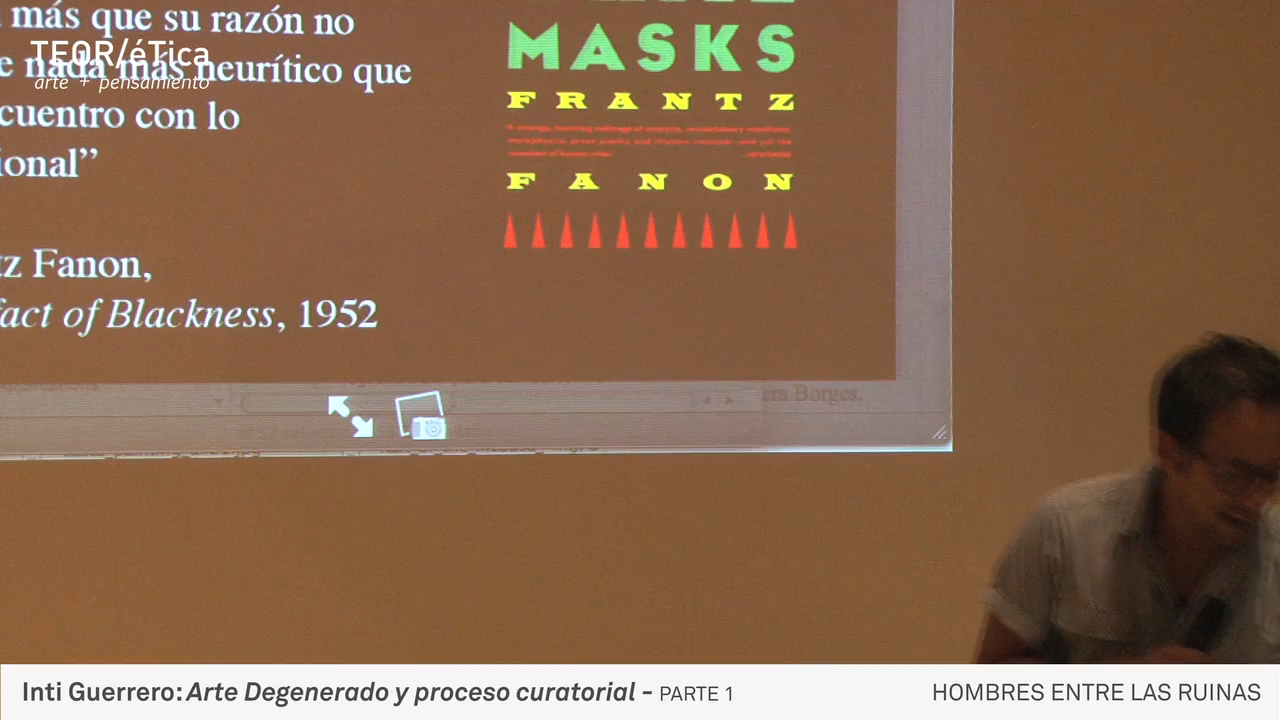 más que su razón no
TEOR/éTica
e nada más neurítico que
arte + pensamiento
cuentro con lo
ional”
z Fanon,
fact of Blackness, 1952
MASKS
FRANTZ
FANON
Borges,
Inti Guerrero: Arte Degenerado y proceso curatorial - PARTE 1
HOMBRES ENTRE LAS RUINAS